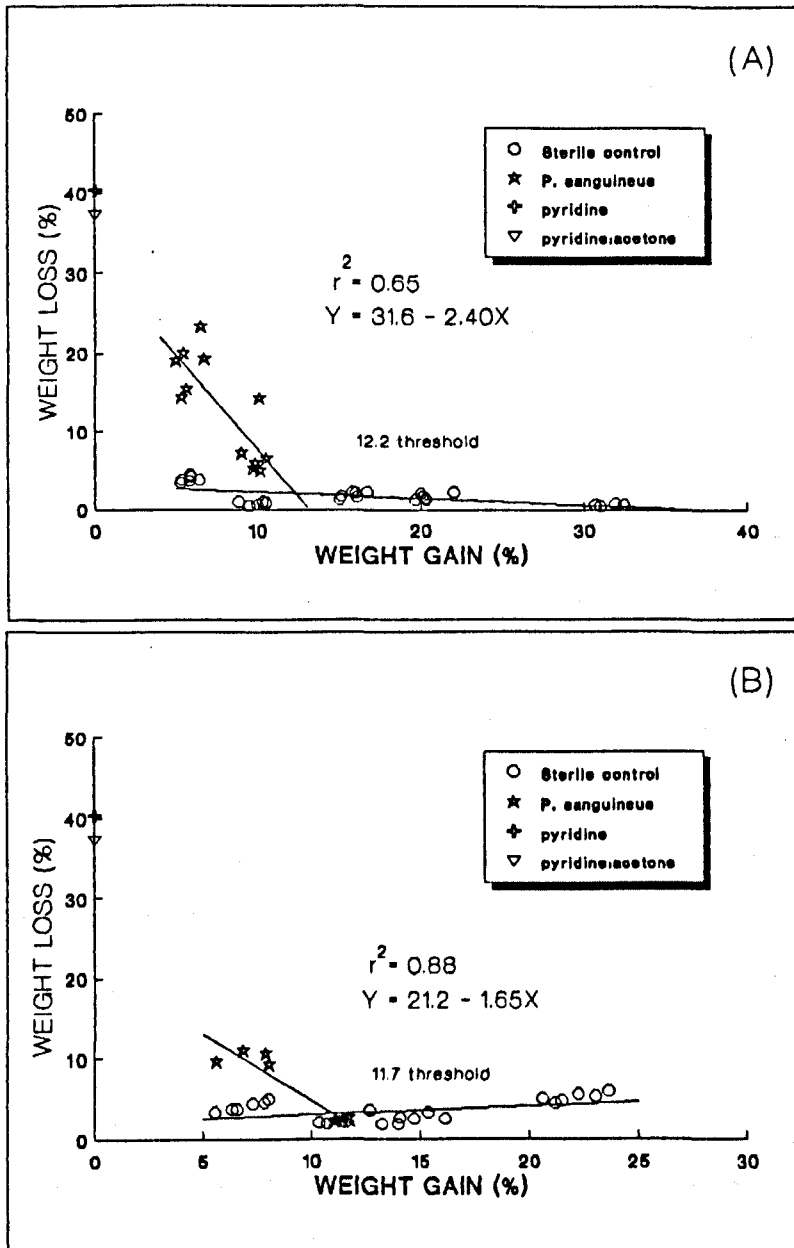 (A)
50
40
30
20
10
0
WEIGHT LOSS (%)
Sterile control
P. sanguineus
pyridine
pyridine:acetone
r² = 0.65
Y = 31.6 - 2.40X
12.2 threshold
0 10 20 30 40
WEIGHT GAIN (%)
(B)
50
40
30
20
10
0
WEIGHT LOSS (%)
Sterile control
P. sanguineus
pyridine
pyridine:acetone
r² = 0.88
Y = 21.2 - 1.65X
11.7 threshold
0 5 10 15 20 25 30
WEIGHT GAIN (%)